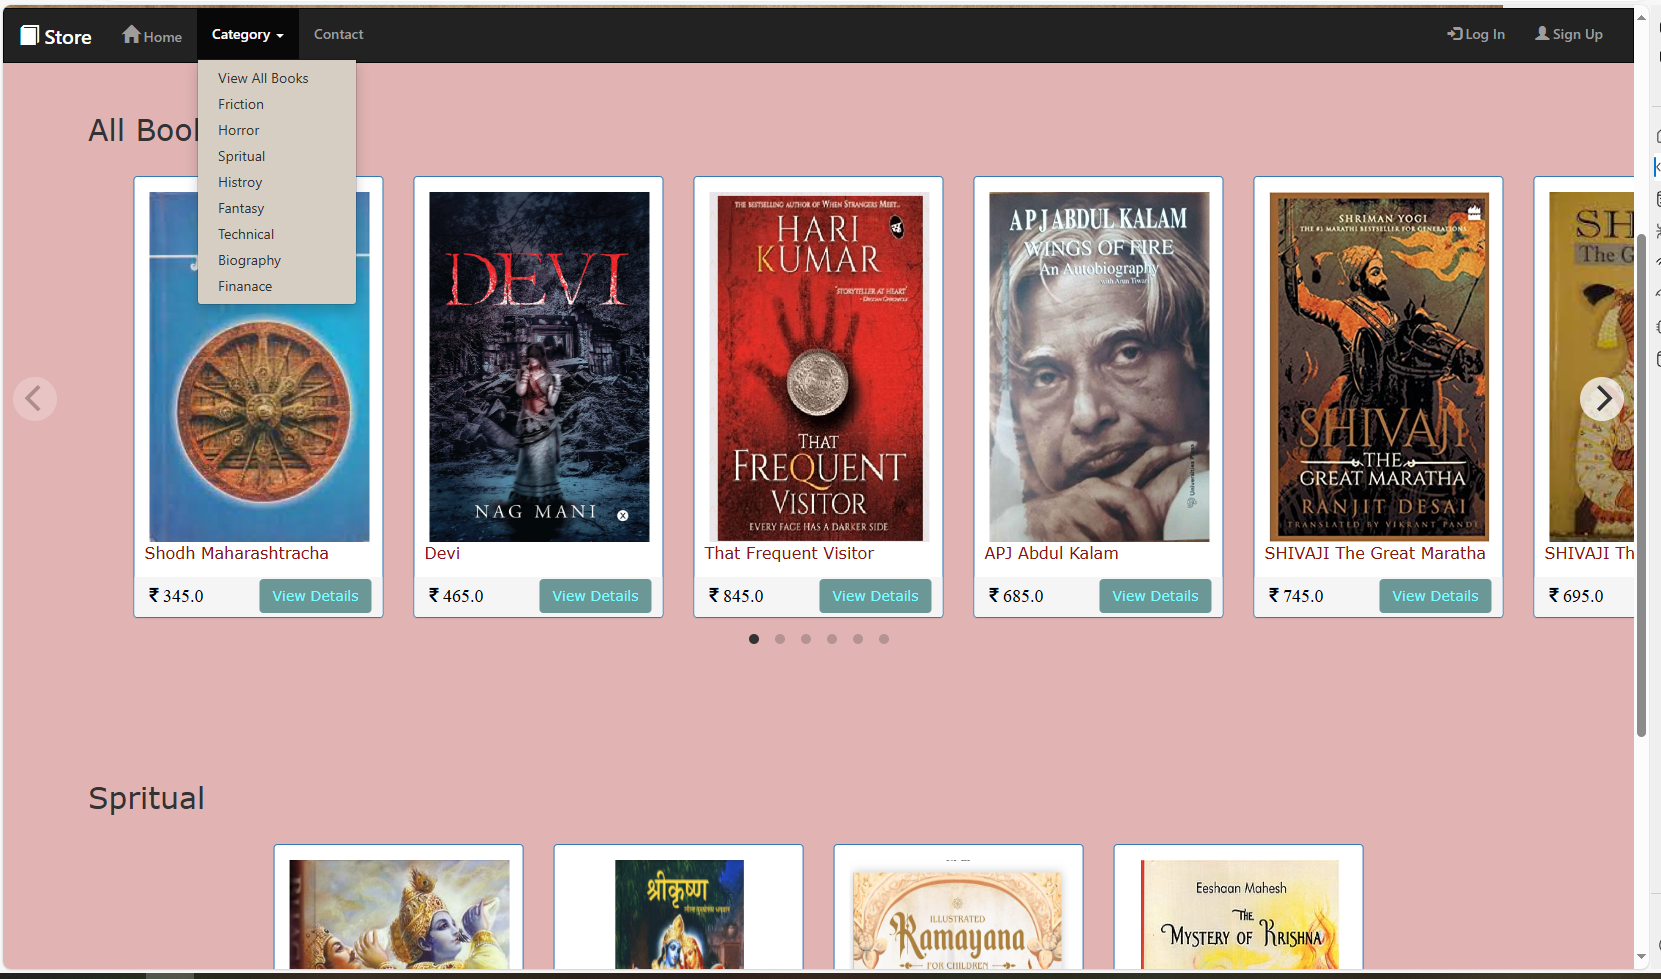 Store
Home
Category
Contact
Log In
Sign Up
View All Books
Friction
Horror
Spritual
Histroy
Fantasy
Technical
Biography
Finanace
All Boo
DEVI
NAG MANI
THE BESTSELLING AUTHOR OF WHEN STRANGERS MEET..
HARI
KUMAR
'STORYTELLER AT HEART'
- DECCAN CHRONICLE
THAT
FREQUENT
VISITOR
EVERY FACE HAS A DARKER SIDE
A P J ABDUL KALAM
WINGS OF FIRE
An Autobiography
with Arun Tiwari
Universities Press
SHRIMAN YOGI
THE #1 MARATHI BESTSELLER FOR GENERATIONS
SHIVAJI
THE
GREAT MARATHA
RANJIT DESAI
TRANSLATED BY VIKRANT PANDE
SH
The G
Shodh Maharashtracha
Devi
That Frequent Visitor
APJ Abdul Kalam
SHIVAJI The Great Maratha
SHIVAJI Th
₹ 345.0
View Details
₹ 465.0
View Details
₹ 845.0
View Details
₹ 685.0
View Details
₹ 745.0
View Details
₹ 695.0
Spritual
श्रीकृष्ण
ILLUSTRATED
Ramayana
FOR CHILDREN
Eeshaan Mahesh
THE
MYSTERY OF KRISHNA